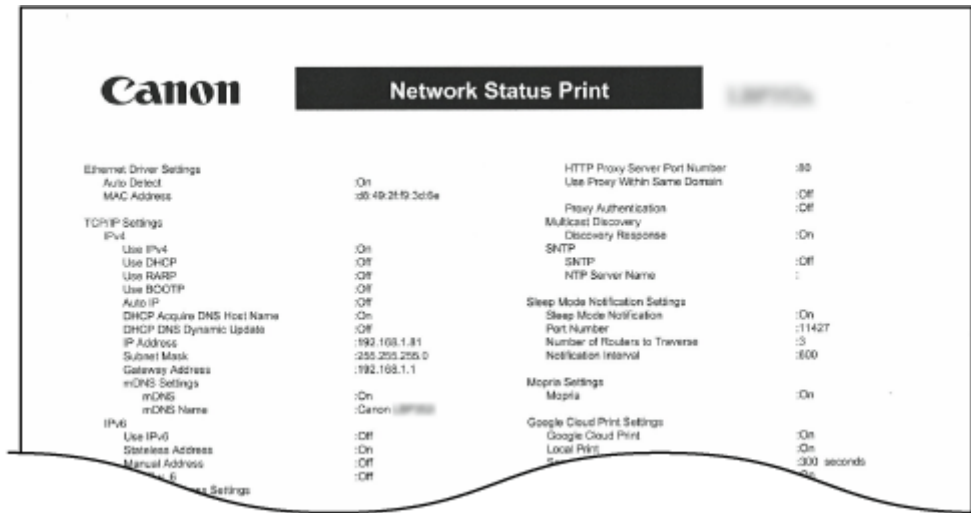 Canon
Network Status Print
Ethernet Driver Settings
Auto Detect :On
MAC Address :d8:49:2f:f9:3d:6e
TCP/IP Settings
IPv4
Use IPv4 :On
Use DHCP :Off
Use RARP :Off
Use BOOTP :Off
Auto IP :Off
DHCP Acquire DNS Host Name :On
DHCP DNS Dynamic Update :Off
IP Address :192.168.1.81
Subnet Mask :255.255.255.0
Gateway Address :192.168.1.1
mDNS Settings
mDNS :On
mDNS Name :Canon
IPv6
Use IPv6 :Off
Stateless Address :On
Manual Address :Off
:Off
Settings
HTTP Proxy Server Port Number :80
Use Proxy Within Same Domain
:Off
Proxy Authentication :Off
Multicast Discovery
Discovery Response :On
SNTP
SNTP :Off
NTP Server Name :
Sleep Mode Notification Settings
Sleep Mode Notification :On
Port Number :11427
Number of Routers to Traverse :3
Notification Interval :600
Mopria Settings
Mopria :On
Google Cloud Print Settings
Google Cloud Print :On
Local Print :On
:300 seconds